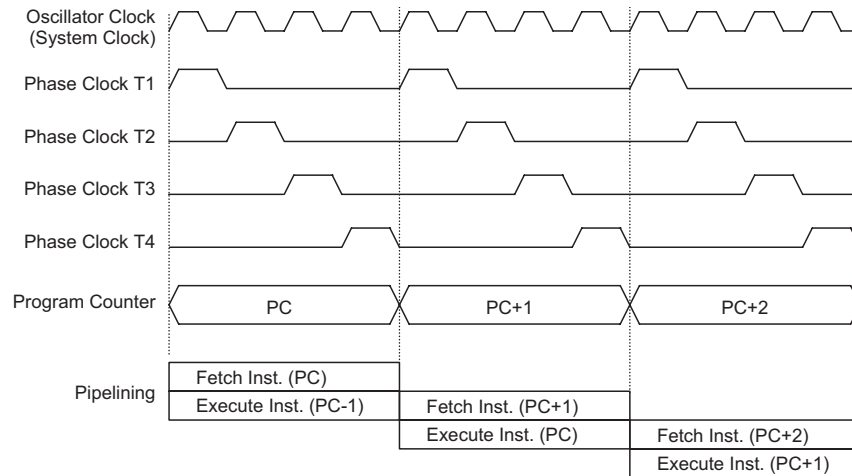 Oscillator Clock
(System Clock)
Phase Clock T1
Phase Clock T2
Phase Clock T3
Phase Clock T4
Program Counter
PC
PC+1
PC+2
Pipelining
Fetch Inst. (PC)
Execute Inst. (PC-1)
Fetch Inst. (PC+1)
Execute Inst. (PC)
Fetch Inst. (PC+2)
Execute Inst. (PC+1)